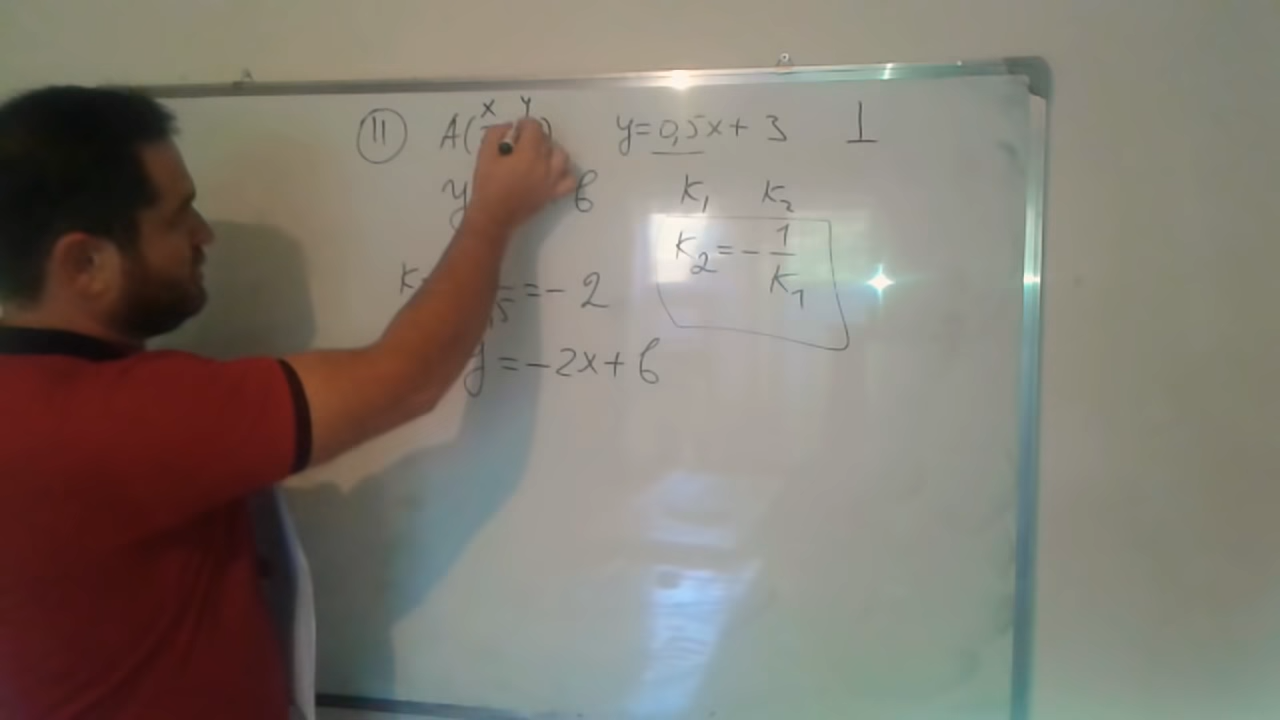 11 A( x y ) y=0,5x+3 ⊥
y 6 K₁ K₂
K₂=-1/K₁
K =-2
y=-2x+b